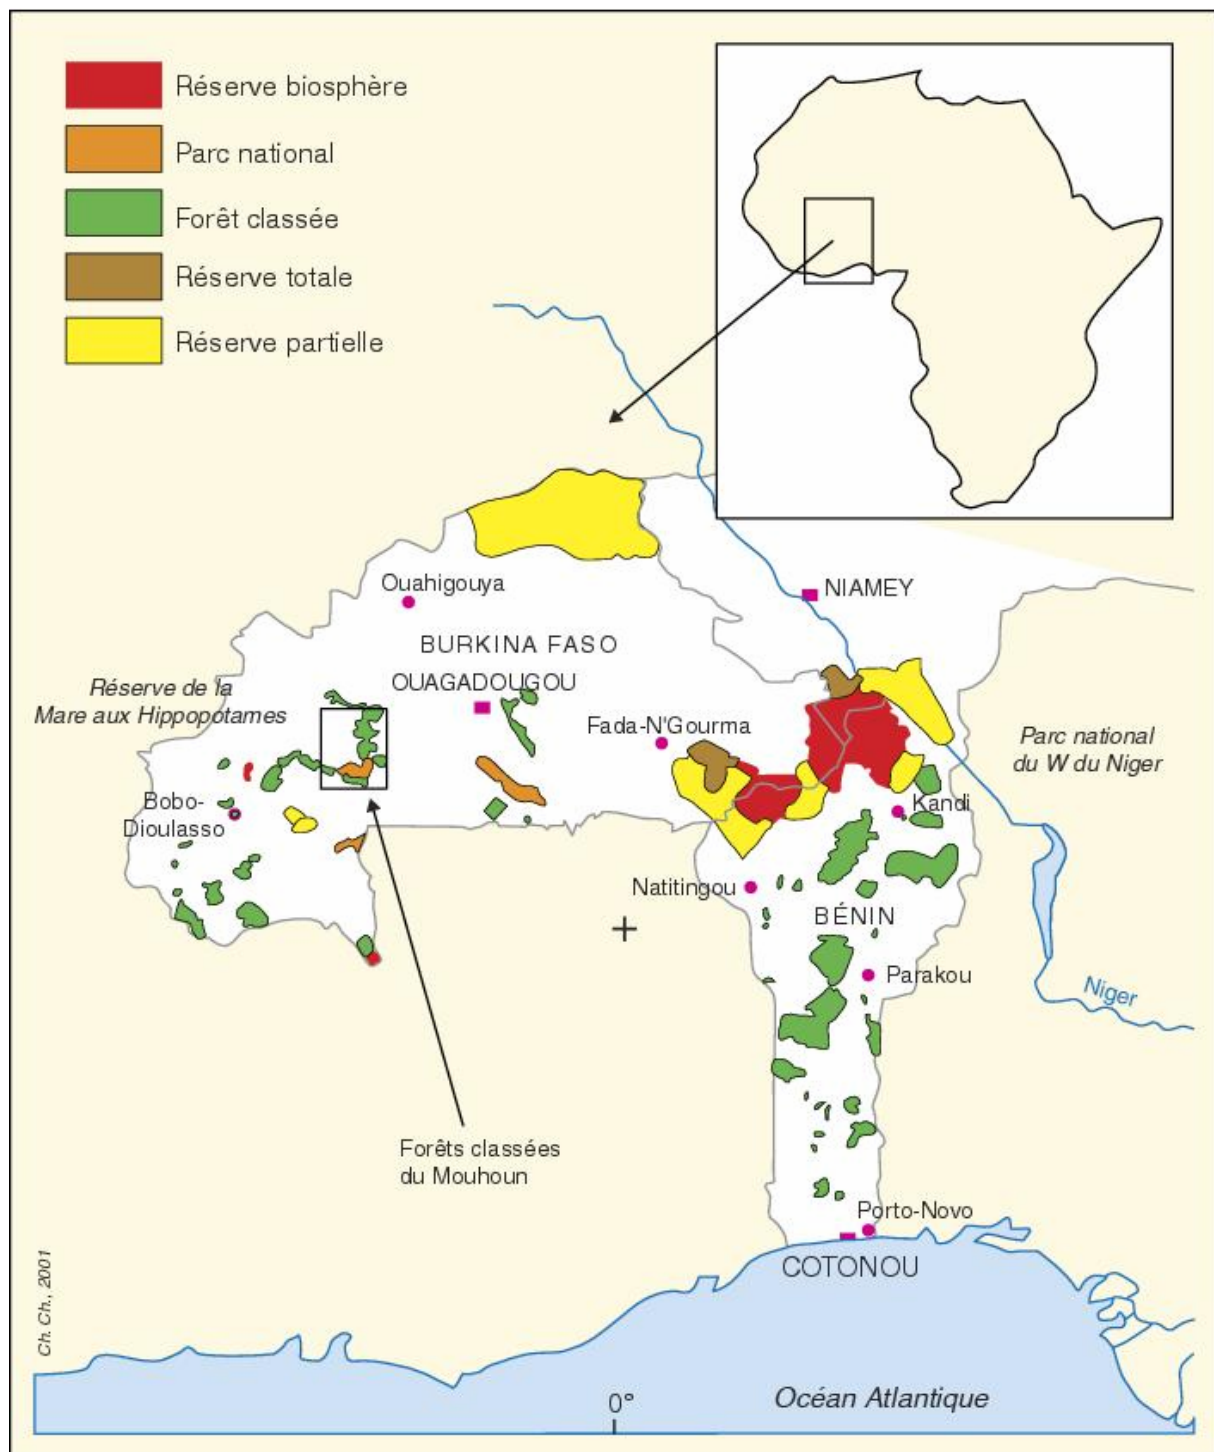 Réserve biosphère
Parc national
Forêt classée
Réserve totale
Réserve partielle
Ouahigouya
NIAMEY
BURKINA FASO
OUAGADOUGOU
Réserve de la
Mare aux Hippopotames
Fada-N'Gourma
Parc national
du W du Niger
Bobo-
Dioulasso
Kandi
Natitingou
BÉNIN
Parakou
Niger
Forêts classées
du Mouhoun
Porto-Novo
COTONOU
Ch. Ch., 2001
Océan Atlantique
0°